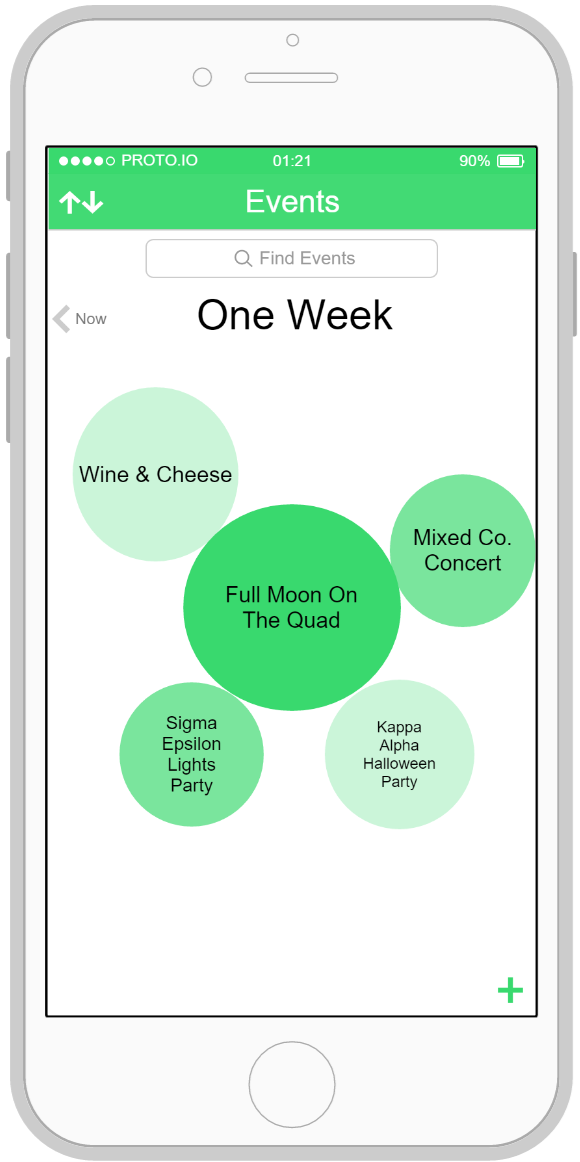 PROTO.IO 01:21 90%
Events
Find Events
Now
One Week
Wine & Cheese
Mixed Co.
Concert
Full Moon On
The Quad
Sigma
Epsilon
Lights
Party
Kappa
Alpha
Halloween
Party